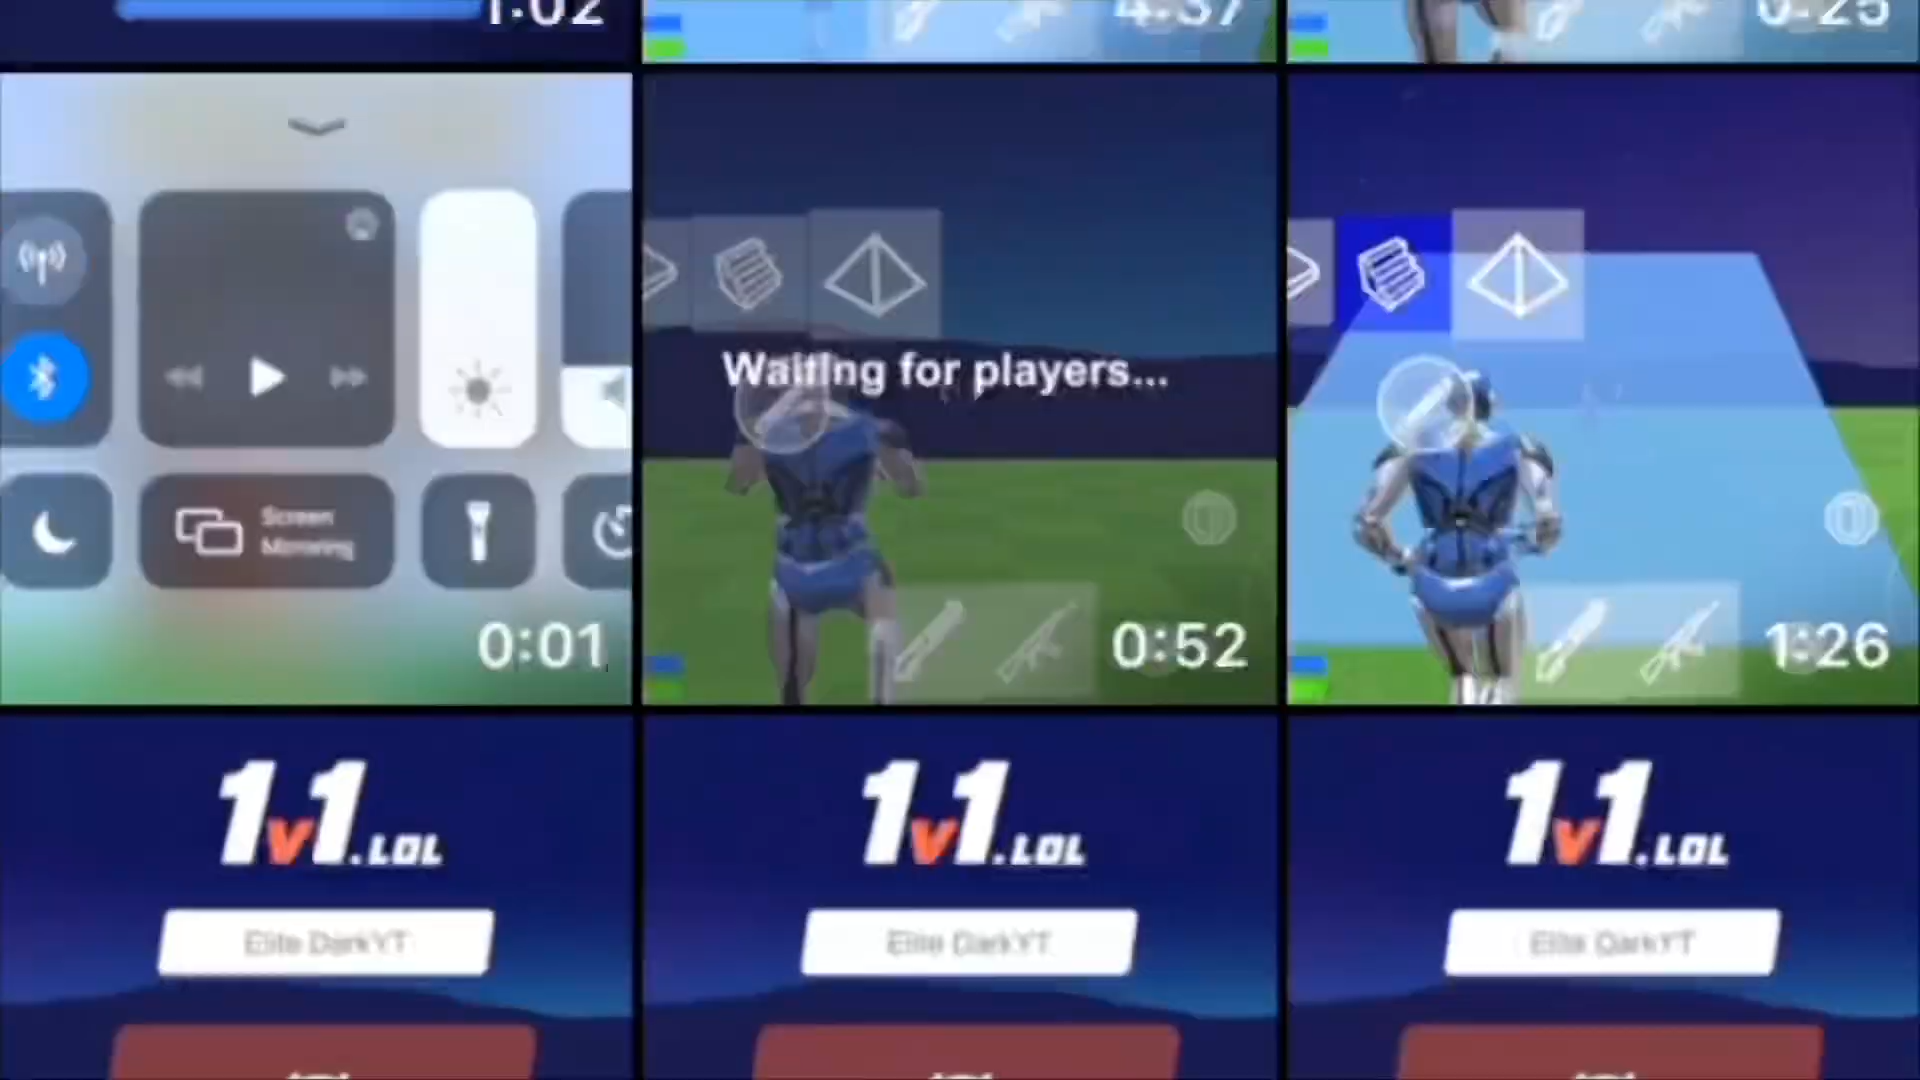 1:02
4:37
0:25
Screen
Mirroring
0:01
Waiting for players...
0:52
1:26
1v1.LOL
1v1.LOL
1v1.LOL
Elite DarkYT
Elite DarkYT
Elite DarkYT